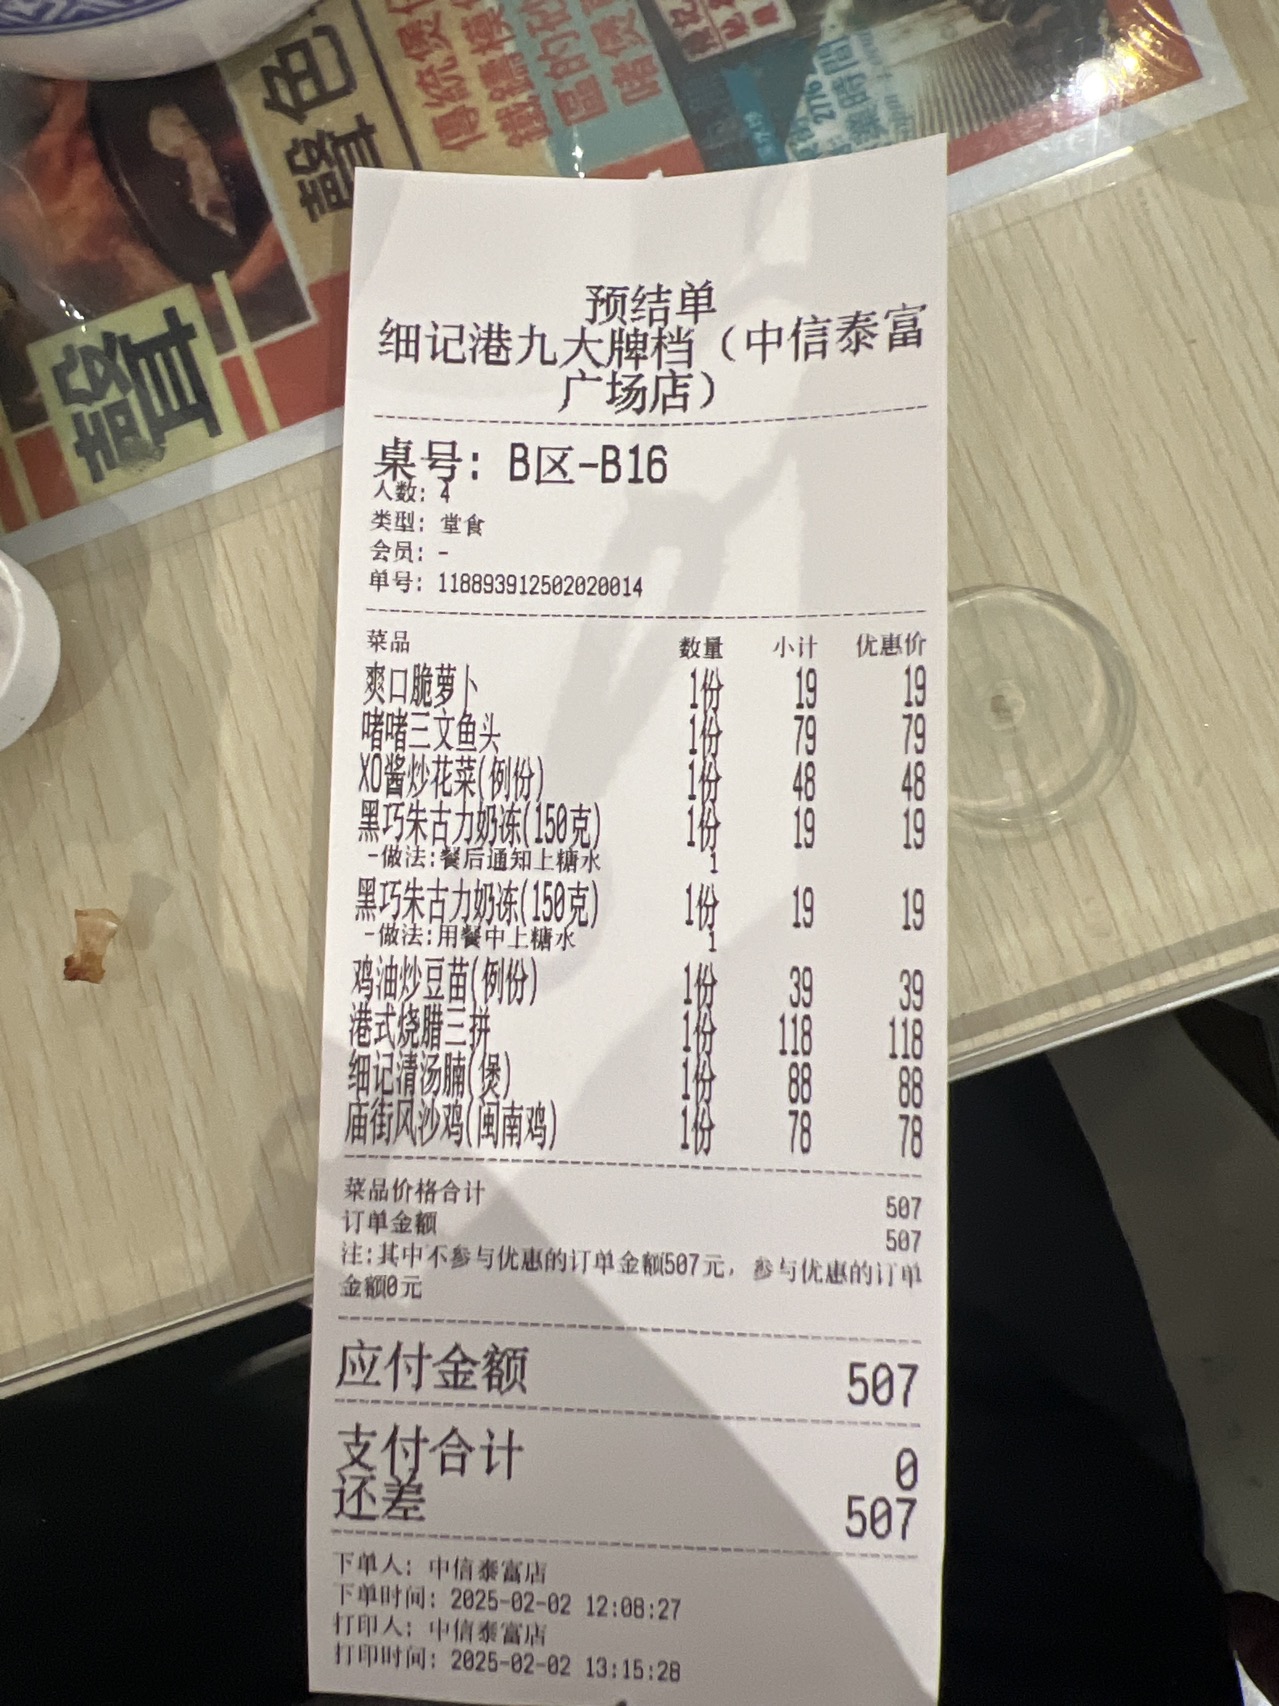 聲色
傳統煲仔
啫煲
2776
時間
聲
预结单
细记港九大牌档（中信泰富
广场店）
桌号: B区-B16
人数: 4
类型: 堂食
会员: -
单号: 118893912502020014
菜品 数量 小计 优惠价
爽口脆萝卜 1份 19 19
啫啫三文鱼头 1份 79 79
XO酱炒花菜(例份) 1份 48 48
黑巧朱古力奶冻(150克) 1份 19 19
-做法:餐后通知上糖水 1
黑巧朱古力奶冻(150克) 1份 19 19
-做法:用餐中上糖水 1
鸡油炒豆苗(例份) 1份 39 39
港式烧腊三拼 1份 118 118
细记清汤腩(煲) 1份 88 88
庙街风沙鸡(闽南鸡) 1份 78 78
菜品价格合计 507
订单金额 507
注:其中不参与优惠的订单金额507元，参与优惠的订单
金额0元
应付金额 507
支付合计 0
还差 507
下单人: 中信泰富店
下单时间: 2025-02-02 12:08:27
打印人: 中信泰富店
打印时间: 2025-02-02 13:15:28